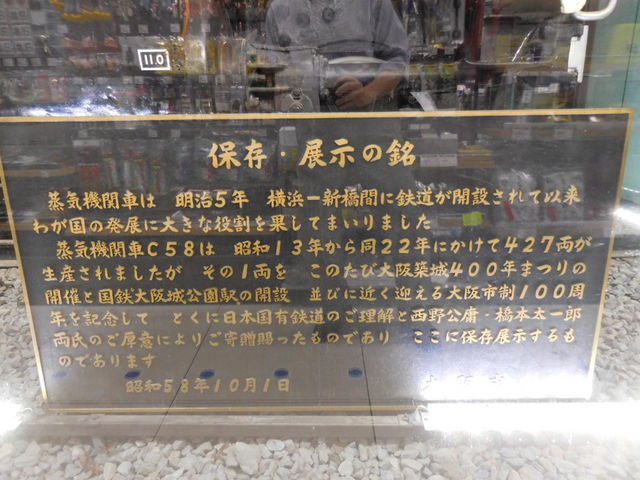 11.0
保存・展示の銘
蒸気機関車は 明治5年 横浜ー新橋間に鉄道が開設されて以来
わが国の発展に大きな役割を果してまいりました
蒸気機関車C58は 昭和13年から同22年にかけて427両が
生産されましたが その1両を このたび大阪築城400年まつりの
開催と国鉄大阪城公園駅の開設 並びに近く迎える大阪市制100周
年を記念して とくに日本国有鉄道のご理解と西野公庸・橋本太一郎
両氏のご厚意によりご寄贈賜ったものであり ここに保存展示するも
のであります
昭和58年10月1日